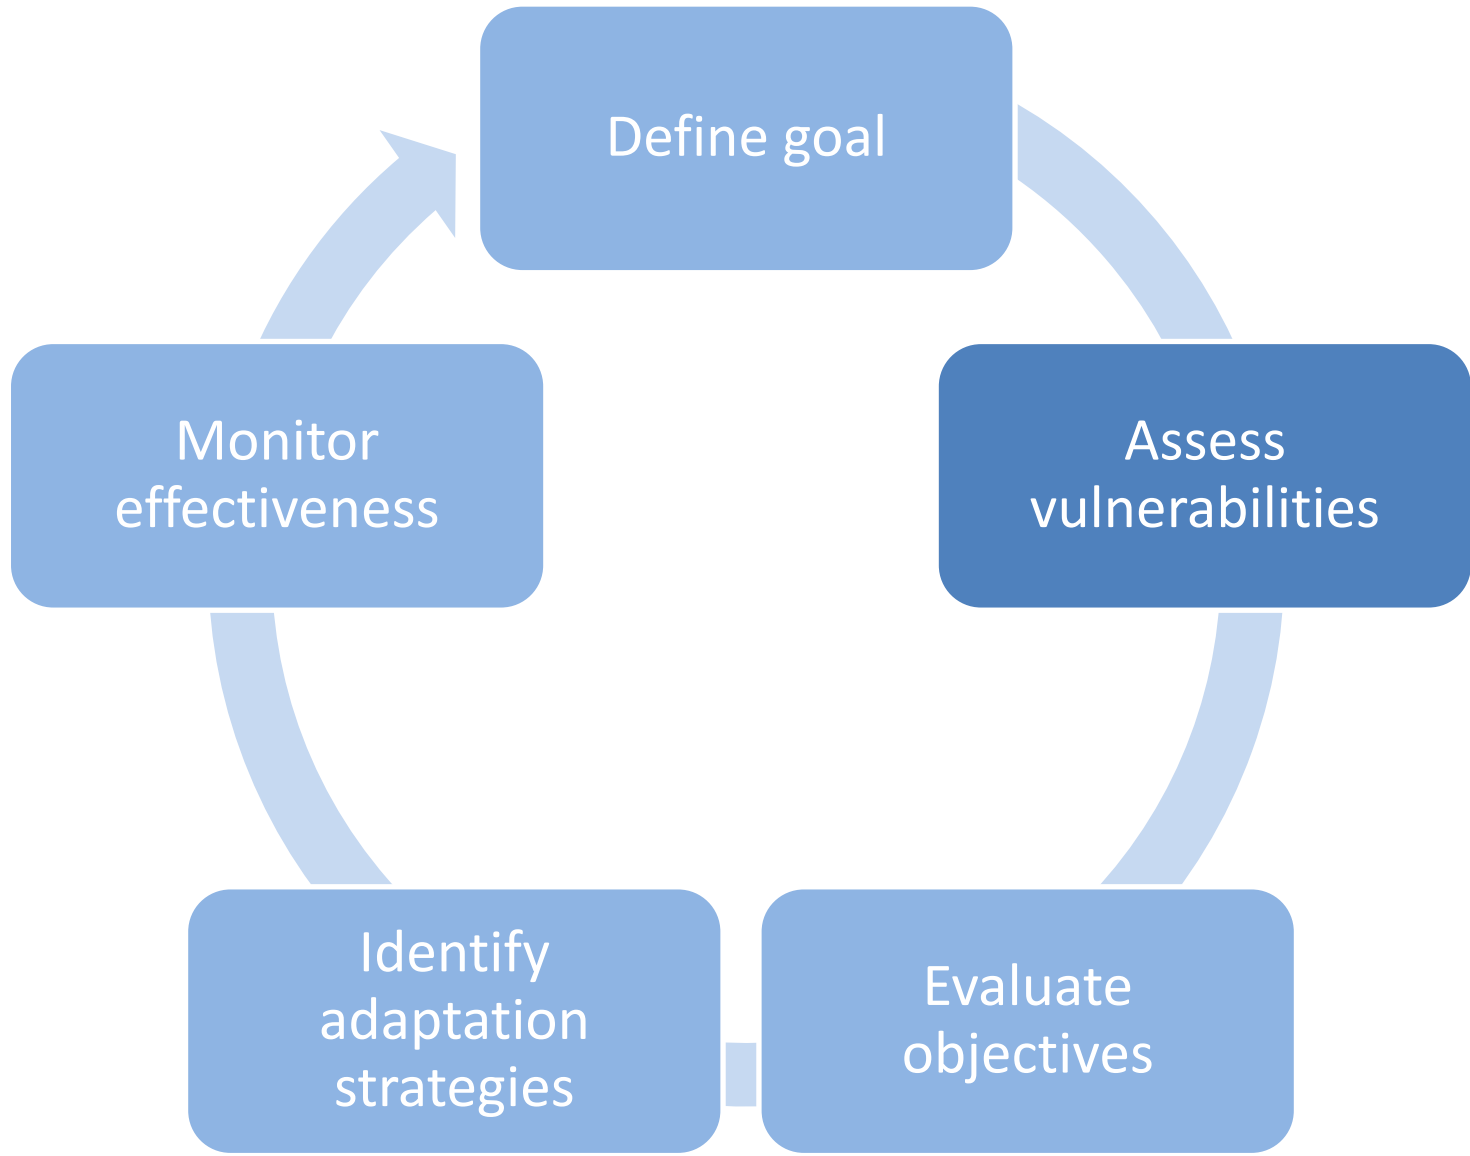 Define goal
Assess
vulnerabilities
Evaluate
objectives
Identify
adaptation
strategies
Monitor
effectiveness